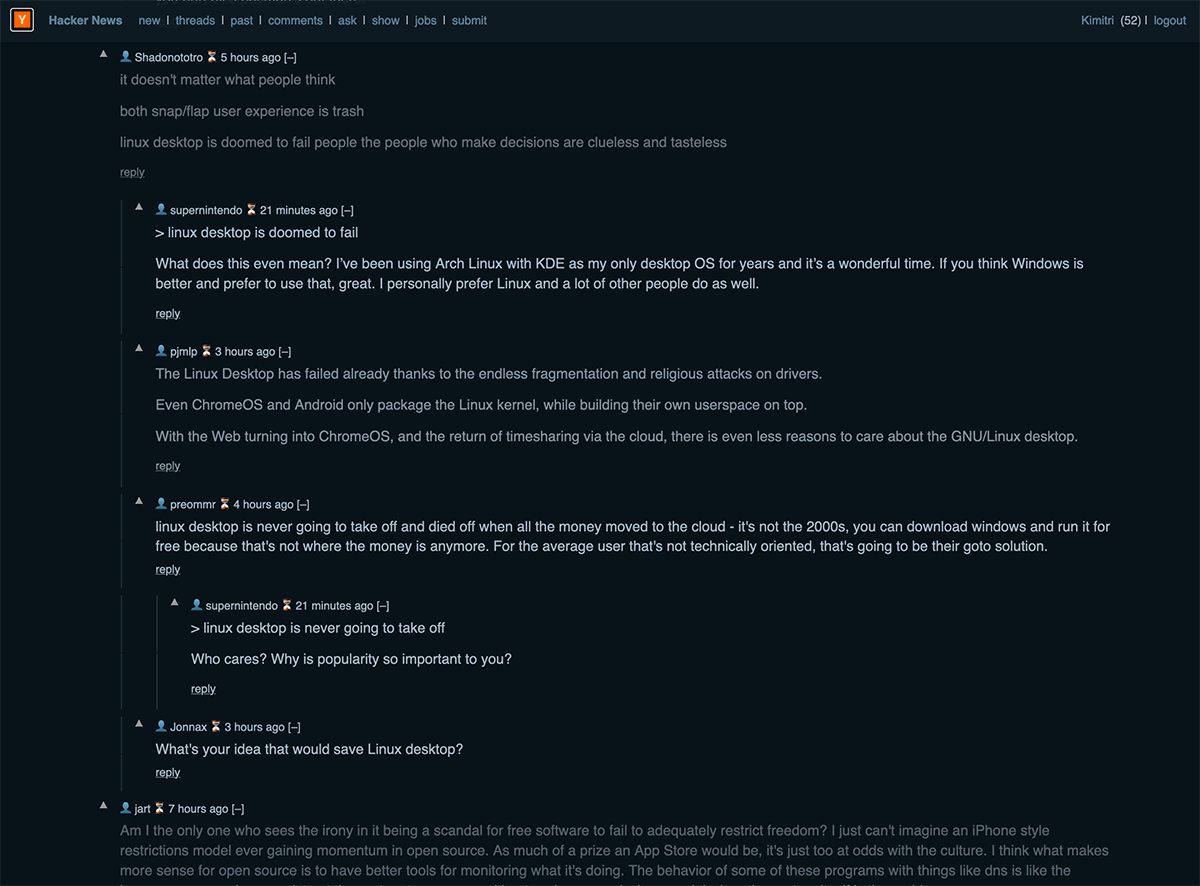 Y Hacker News new | threads | past | comments | ask | show | jobs | submit Kimitri (52) | logout
▲ Shadonototro 5 hours ago [–]
it doesn't matter what people think
both snap/flap user experience is trash
linux desktop is doomed to fail people the people who make decisions are clueless and tasteless
reply
▲ supernintendo 21 minutes ago [–]
> linux desktop is doomed to fail
What does this even mean? I've been using Arch Linux with KDE as my only desktop OS for years and it's a wonderful time. If you think Windows is
better and prefer to use that, great. I personally prefer Linux and a lot of other people do as well.
reply
▲ pjmlp 3 hours ago [–]
The Linux Desktop has failed already thanks to the endless fragmentation and religious attacks on drivers.
Even ChromeOS and Android only package the Linux kernel, while building their own userspace on top.
With the Web turning into ChromeOS, and the return of timesharing via the cloud, there is even less reasons to care about the GNU/Linux desktop.
reply
▲ preommr 4 hours ago [–]
linux desktop is never going to take off and died off when all the money moved to the cloud - it's not the 2000s, you can download windows and run it for
free because that's not where the money is anymore. For the average user that's not technically oriented, that's going to be their goto solution.
reply
▲ supernintendo 21 minutes ago [–]
> linux desktop is never going to take off
Who cares? Why is popularity so important to you?
reply
▲ Jonnax 3 hours ago [–]
What's your idea that would save Linux desktop?
reply
▲ jart 7 hours ago [–]
Am I the only one who sees the irony in it being a scandal for free software to fail to adequately restrict freedom? I just can't imagine an iPhone style
restrictions model ever gaining momentum in open source. As much of a prize an App Store would be, it's just too at odds with the culture. I think what makes
more sense for open source is to have better tools for monitoring what it's doing. The behavior of some of these programs with things like dns is like the